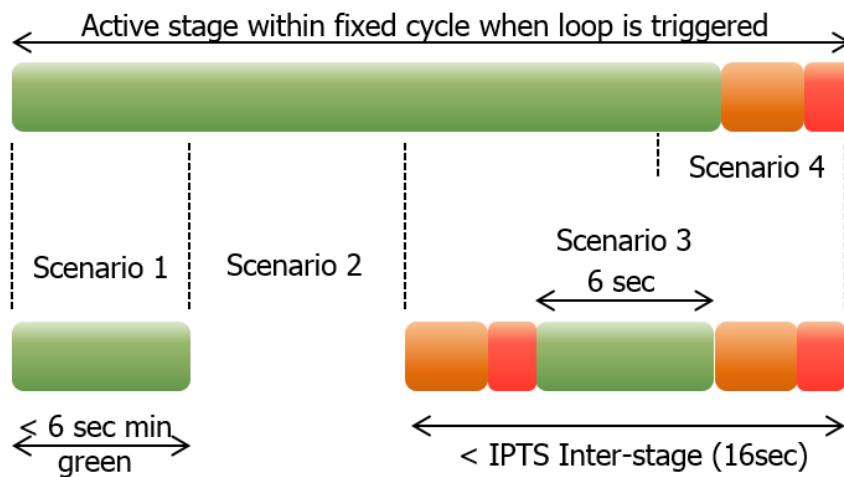 Active stage within fixed cycle when loop is triggered
Scenario 4
Scenario 1
Scenario 2
Scenario 3
6 sec
< 6 sec min
green
< IPTS Inter-stage (16sec)